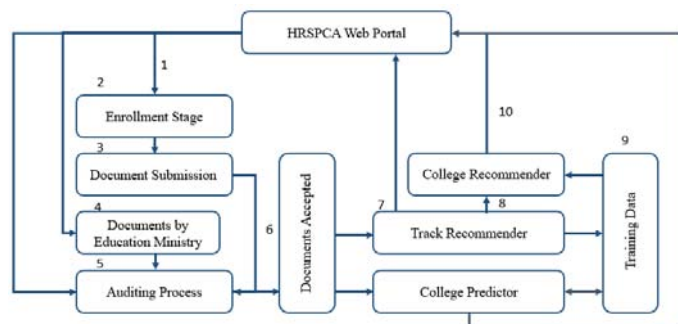 HRSPCA Web Portal
1
2
10
Enrollment Stage
9
3
Document Submission
College Recommender
4
6
7
8
Documents by
Education Ministry
Documents Accepted
Track Recommender
Training Data
5
Auditing Process
College Predictor